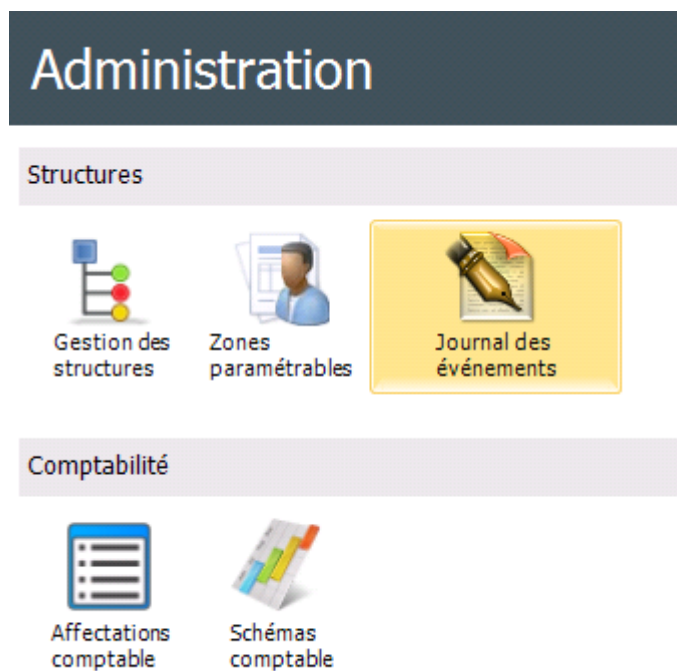 Administration
Structures
Gestion des
structures
Zones
paramétrables
Journal des
événements
Comptabilité
Affectations
comptable
Schémas
comptable